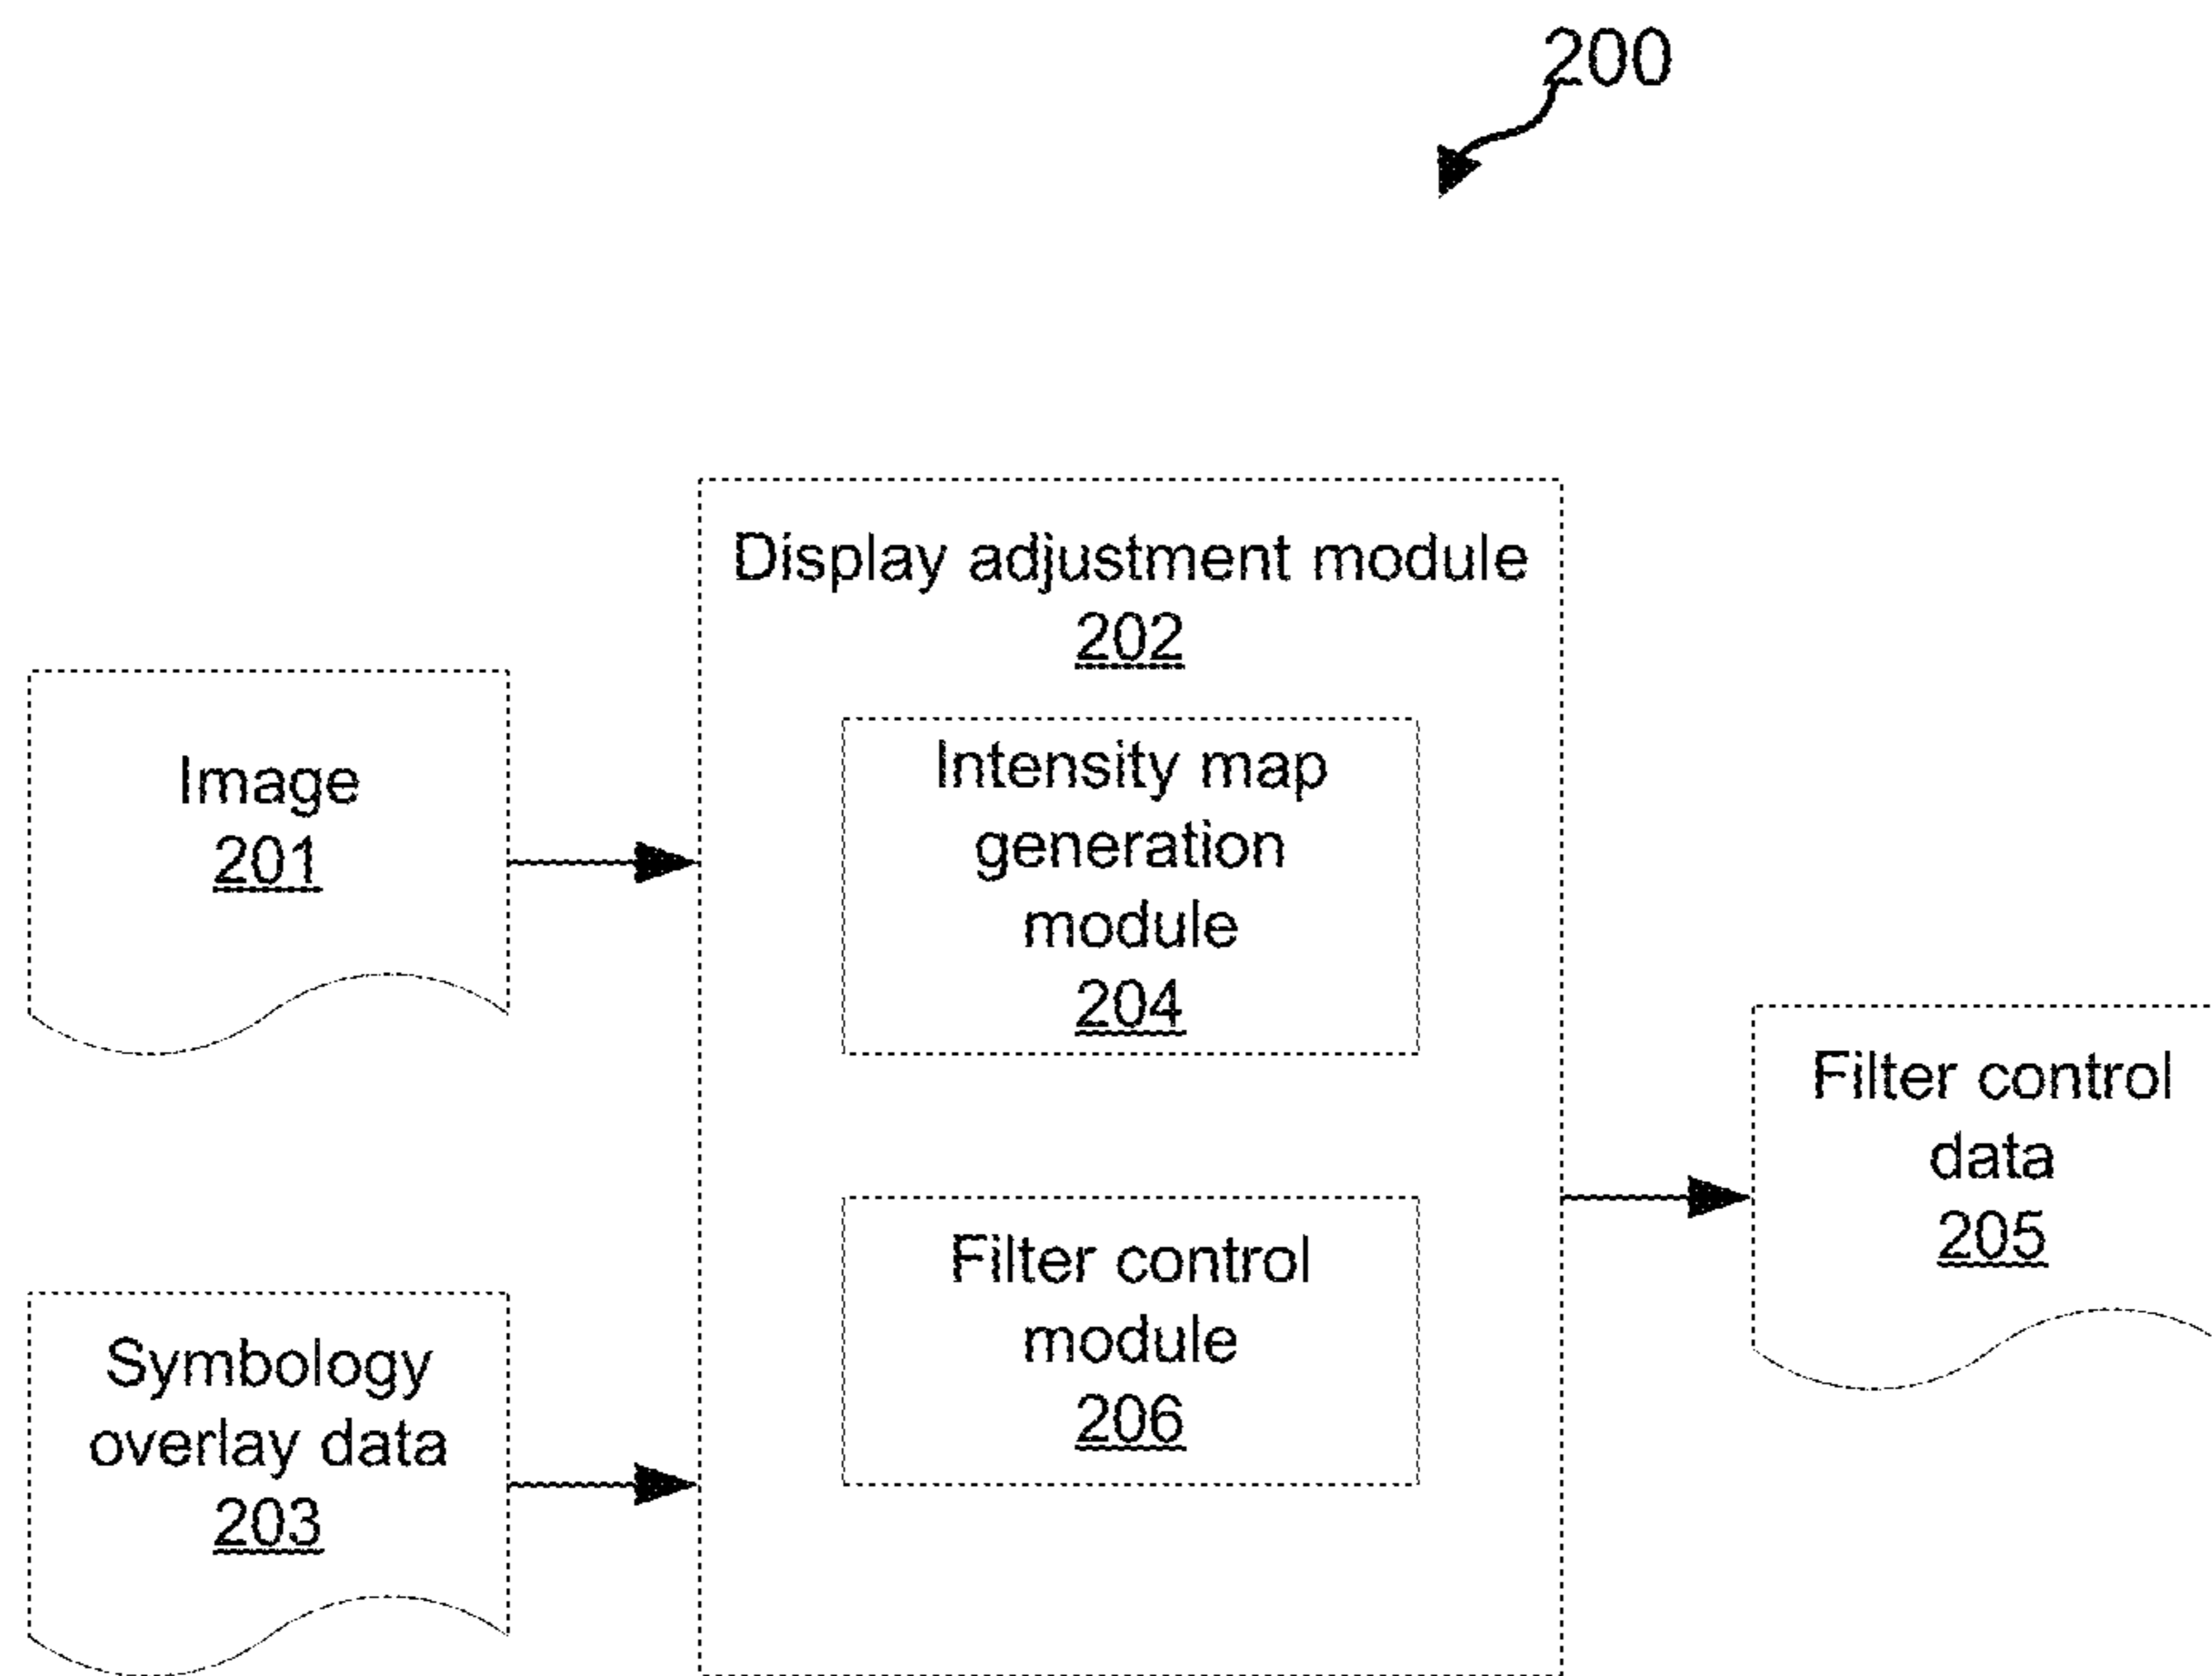 200
Display adjustment module
202
Image
201
Intensity map
generation
module
204
Filter control
data
205
Filter control
module
206
Symbology
overlay data
203